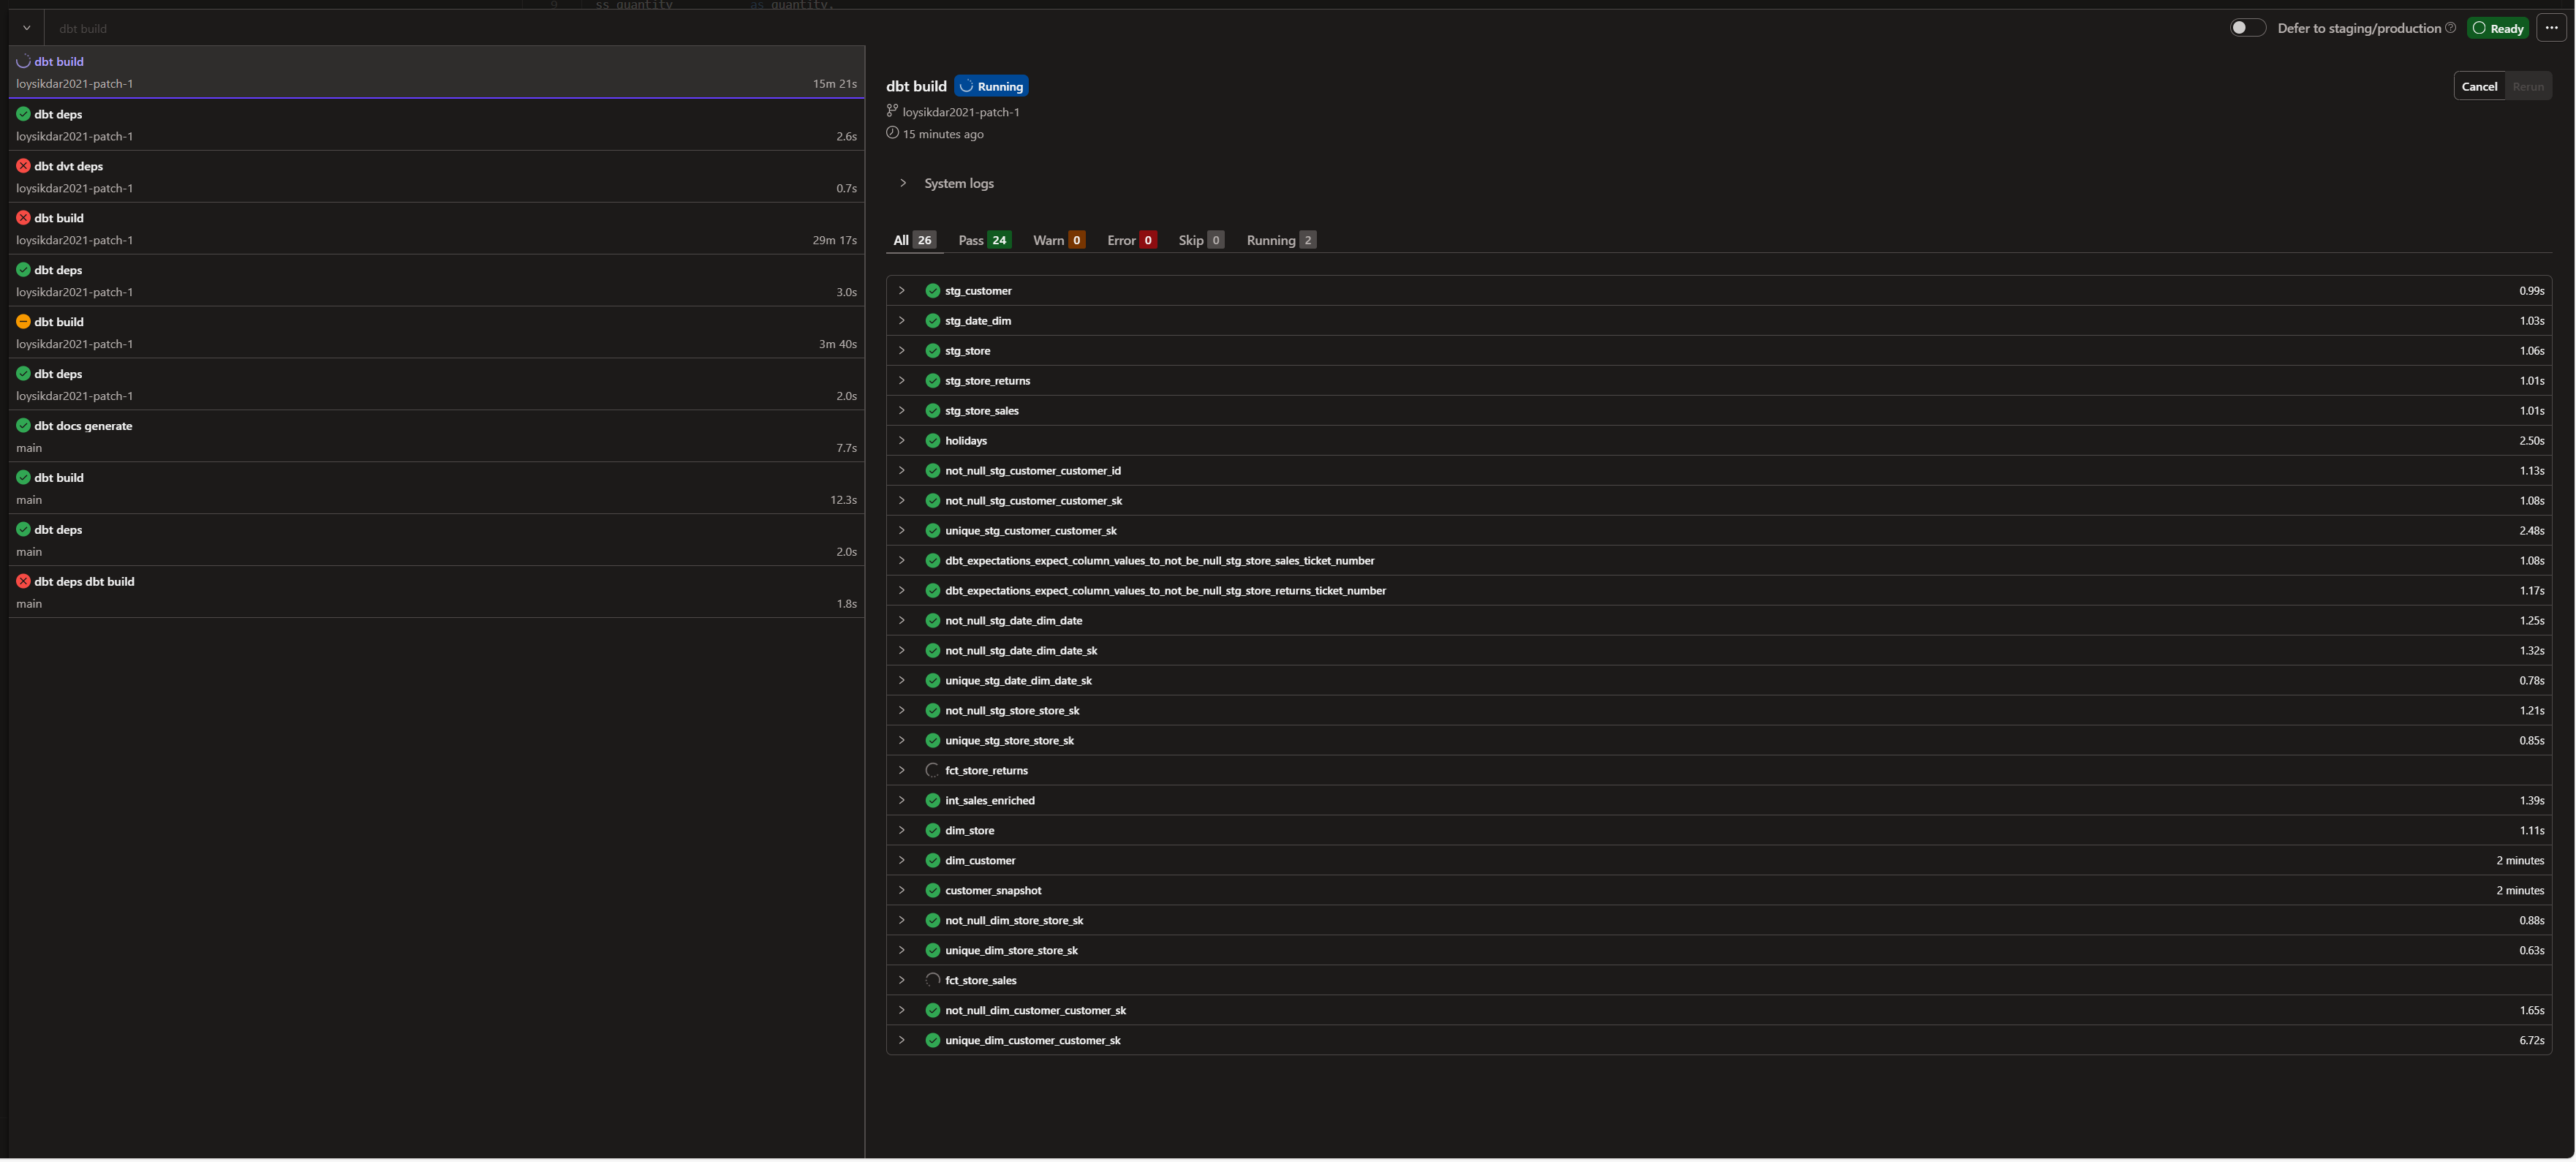 9 ss_quantity as quantity,
dbt build
Defer to staging/production
Ready
dbt build
loysikdar2021-patch-1 15m 21s
dbt deps
loysikdar2021-patch-1 2.6s
dbt dvt deps
loysikdar2021-patch-1 0.7s
dbt build
loysikdar2021-patch-1 29m 17s
dbt deps
loysikdar2021-patch-1 3.0s
dbt build
loysikdar2021-patch-1 3m 40s
dbt deps
loysikdar2021-patch-1 2.0s
dbt docs generate
main 7.7s
dbt build
main 12.3s
dbt deps
main 2.0s
dbt deps dbt build
main 1.8s
dbt build Running
Cancel Rerun
loysikdar2021-patch-1
15 minutes ago
System logs
All 26 Pass 24 Warn 0 Error 0 Skip 0 Running 2
stg_customer 0.99s
stg_date_dim 1.03s
stg_store 1.06s
stg_store_returns 1.01s
stg_store_sales 1.01s
holidays 2.50s
not_null_stg_customer_customer_id 1.13s
not_null_stg_customer_customer_sk 1.08s
unique_stg_customer_customer_sk 2.48s
dbt_expectations_expect_column_values_to_not_be_null_stg_store_sales_ticket_number 1.08s
dbt_expectations_expect_column_values_to_not_be_null_stg_store_returns_ticket_number 1.17s
not_null_stg_date_dim_date 1.25s
not_null_stg_date_dim_date_sk 1.32s
unique_stg_date_dim_date_sk 0.78s
not_null_stg_store_store_sk 1.21s
unique_stg_store_store_sk 0.85s
fct_store_returns
int_sales_enriched 1.39s
dim_store 1.11s
dim_customer 2 minutes
customer_snapshot 2 minutes
not_null_dim_store_store_sk 0.88s
unique_dim_store_store_sk 0.63s
fct_store_sales
not_null_dim_customer_customer_sk 1.65s
unique_dim_customer_customer_sk 6.72s